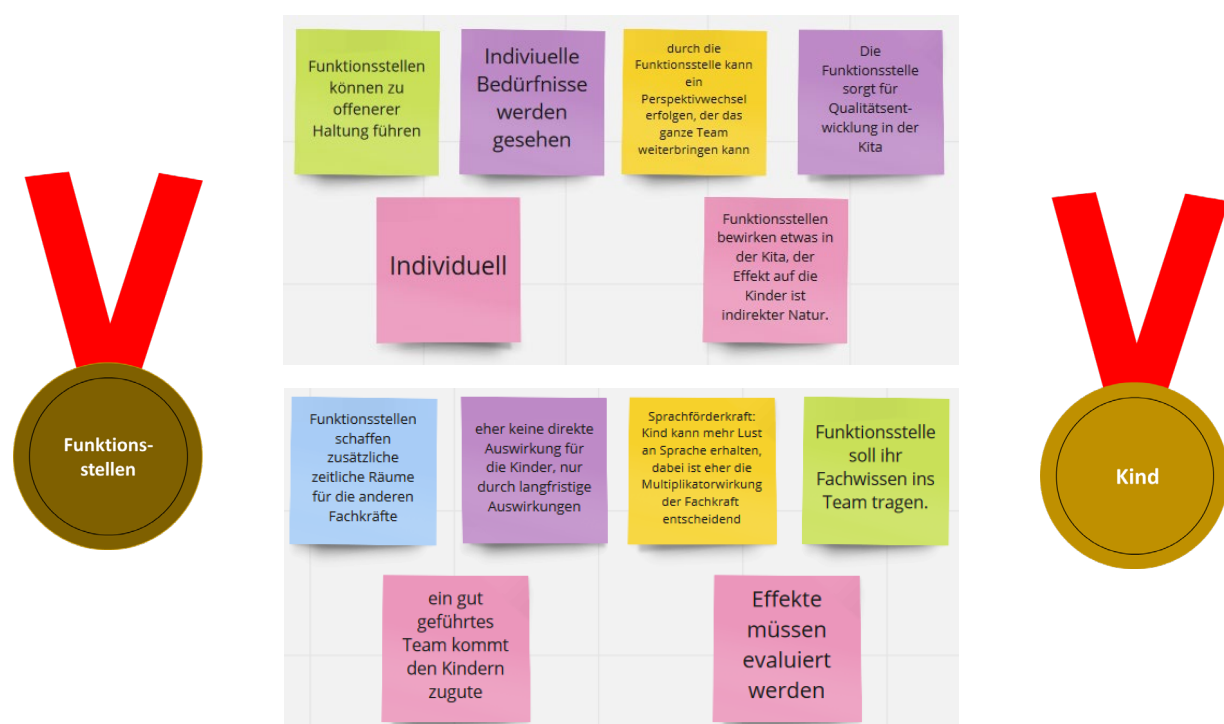 Funktionsstellen
können zu
offenerer
Haltung führen
Indiviuelle
Bedürfnisse
werden
gesehen
durch die
Funktionsstelle kann
ein
Perspektivwechsel
erfolgen, der das
ganze Team
weiterbringen kann
Die
Funktionsstelle
sorgt für
Qualitätsent-
wicklung in der
Kita
Individuell
Funktionsstellen
bewirken etwas in
der Kita, der
Effekt auf die
Kinder ist
indirekter Natur.
Funktions-
stellen
Funktionsstellen
schaffen
zusätzliche
zeitliche Räume
für die anderen
Fachkräfte
eher keine direkte
Auswirkung für
die Kinder, nur
durch langfristige
Auswirkungen
Sprachförderkraft:
Kind kann mehr Lust
an Sprache erhalten,
dabei ist eher die
Multiplikatorwirkung
der Fachkraft
entscheidend
Funktionsstelle
soll ihr
Fachwissen ins
Team tragen.
Kind
ein gut
geführtes
Team kommt
den Kindern
zugute
Effekte
müssen
evaluiert
werden